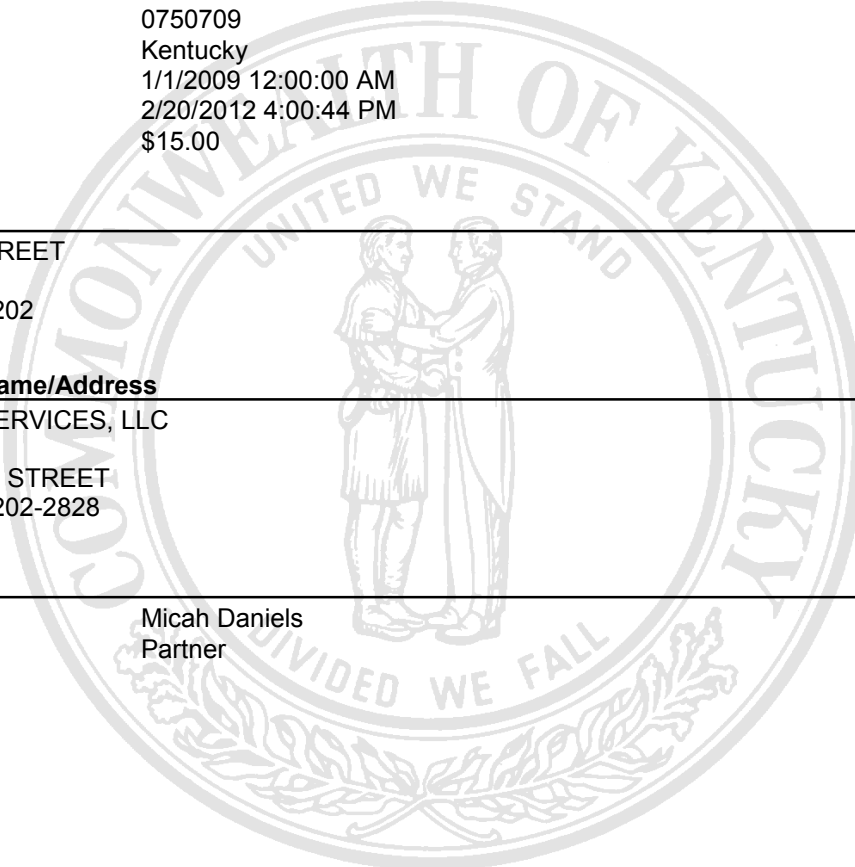 0750709
Kentucky
1/1/2009 12:00:00 AM
2/20/2012 4:00:44 PM
$15.00
COMMONWEALTH OF KENTUCKY
UNITED WE STAND
REET
202
ame/Address
ERVICES, LLC
STREET
202-2828
Micah Daniels
Partner
DIVIDED WE FALL